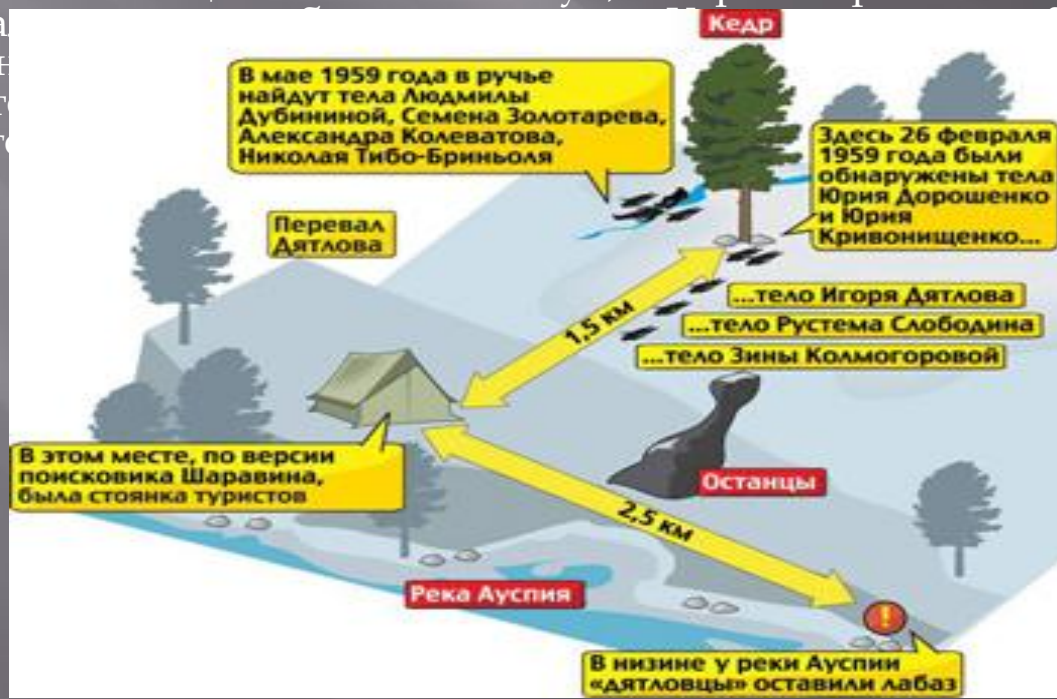 Кедр
В мае 1959 года в ручье
найдут тела Людмилы
Дубининой, Семена Золотарева,
Александра Колеватова,
Николая Тибо-Бриньоля
Здесь 26 февраля
1959 года были
обнаружены тела
Юрия Дорошенко
и Юрия
Кривонищенко...
Перевал
Дятлова
...тело Игоря Дятлова
1,5 км
...тело Рустема Слободина
...тело Зины Колмогоровой
В этом месте, по версии
поисковика Шаравина,
была стоянка туристов
Останцы
2,5 км
Река Ауспия
!
В низине у реки Ауспии
«дятловцы» оставили лабаз